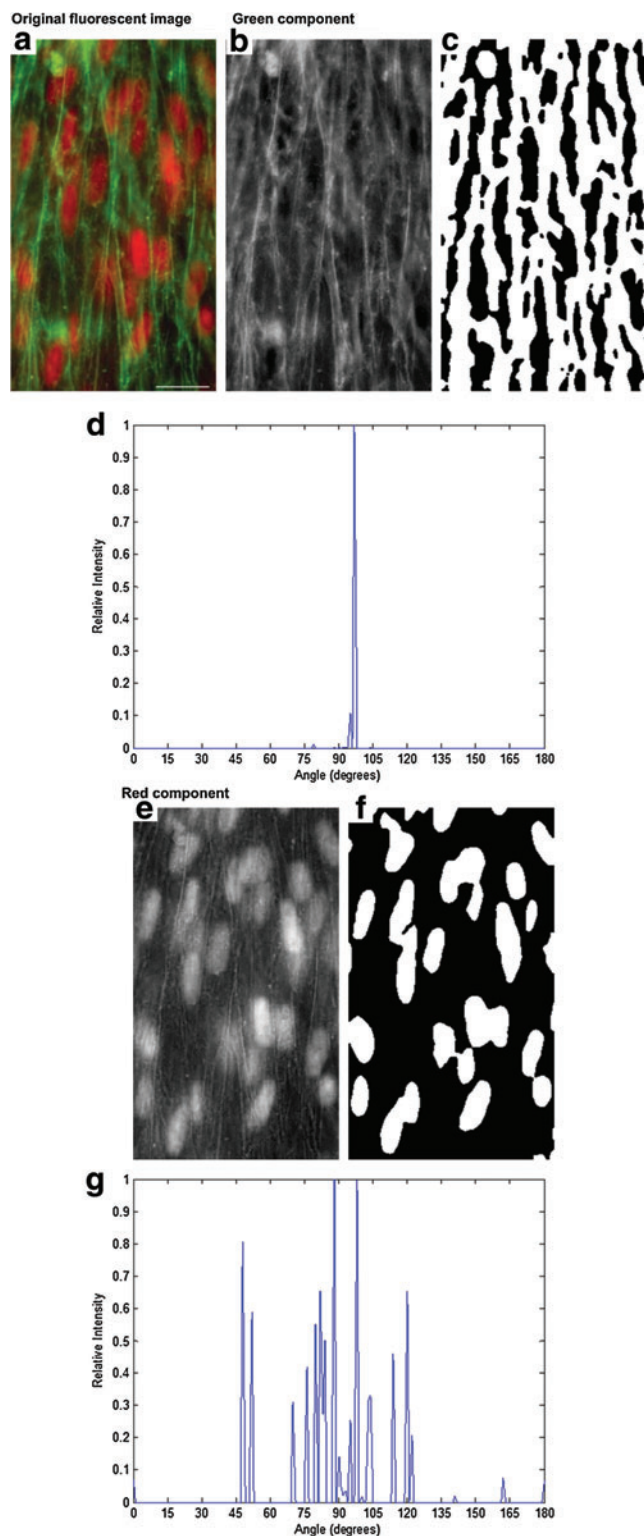 Original fluorescent image Green component
a b c
d
1
0.9
0.8
0.7
0.6
0.5
0.4
0.3
0.2
0.1
0
Relative Intensity
0 15 30 45 60 75 90 105 120 135 150 165 180
Angle (degrees)
Red component
e f
g
1
0.9
0.8
0.7
0.6
0.5
0.4
0.3
0.2
0.1
0
Relative Intensity
0 15 30 45 60 75 90 105 120 135 150 165 180
Angle (degrees)